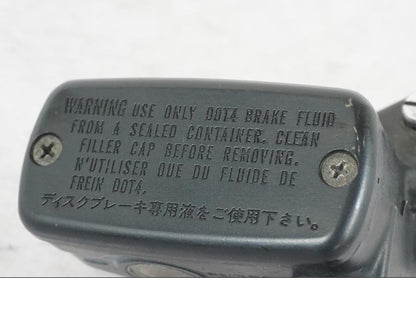 WARNING USE ONLY DOT4 BRAKE FLUID
FROM A SEALED CONTAINER. CLEAN
FILLER CAP BEFORE REMOVING.
N'UTILISER QUE DU FLUIDE DE
FREIN DOT4.
ディスクブレーキ専用液をご使用下さい。